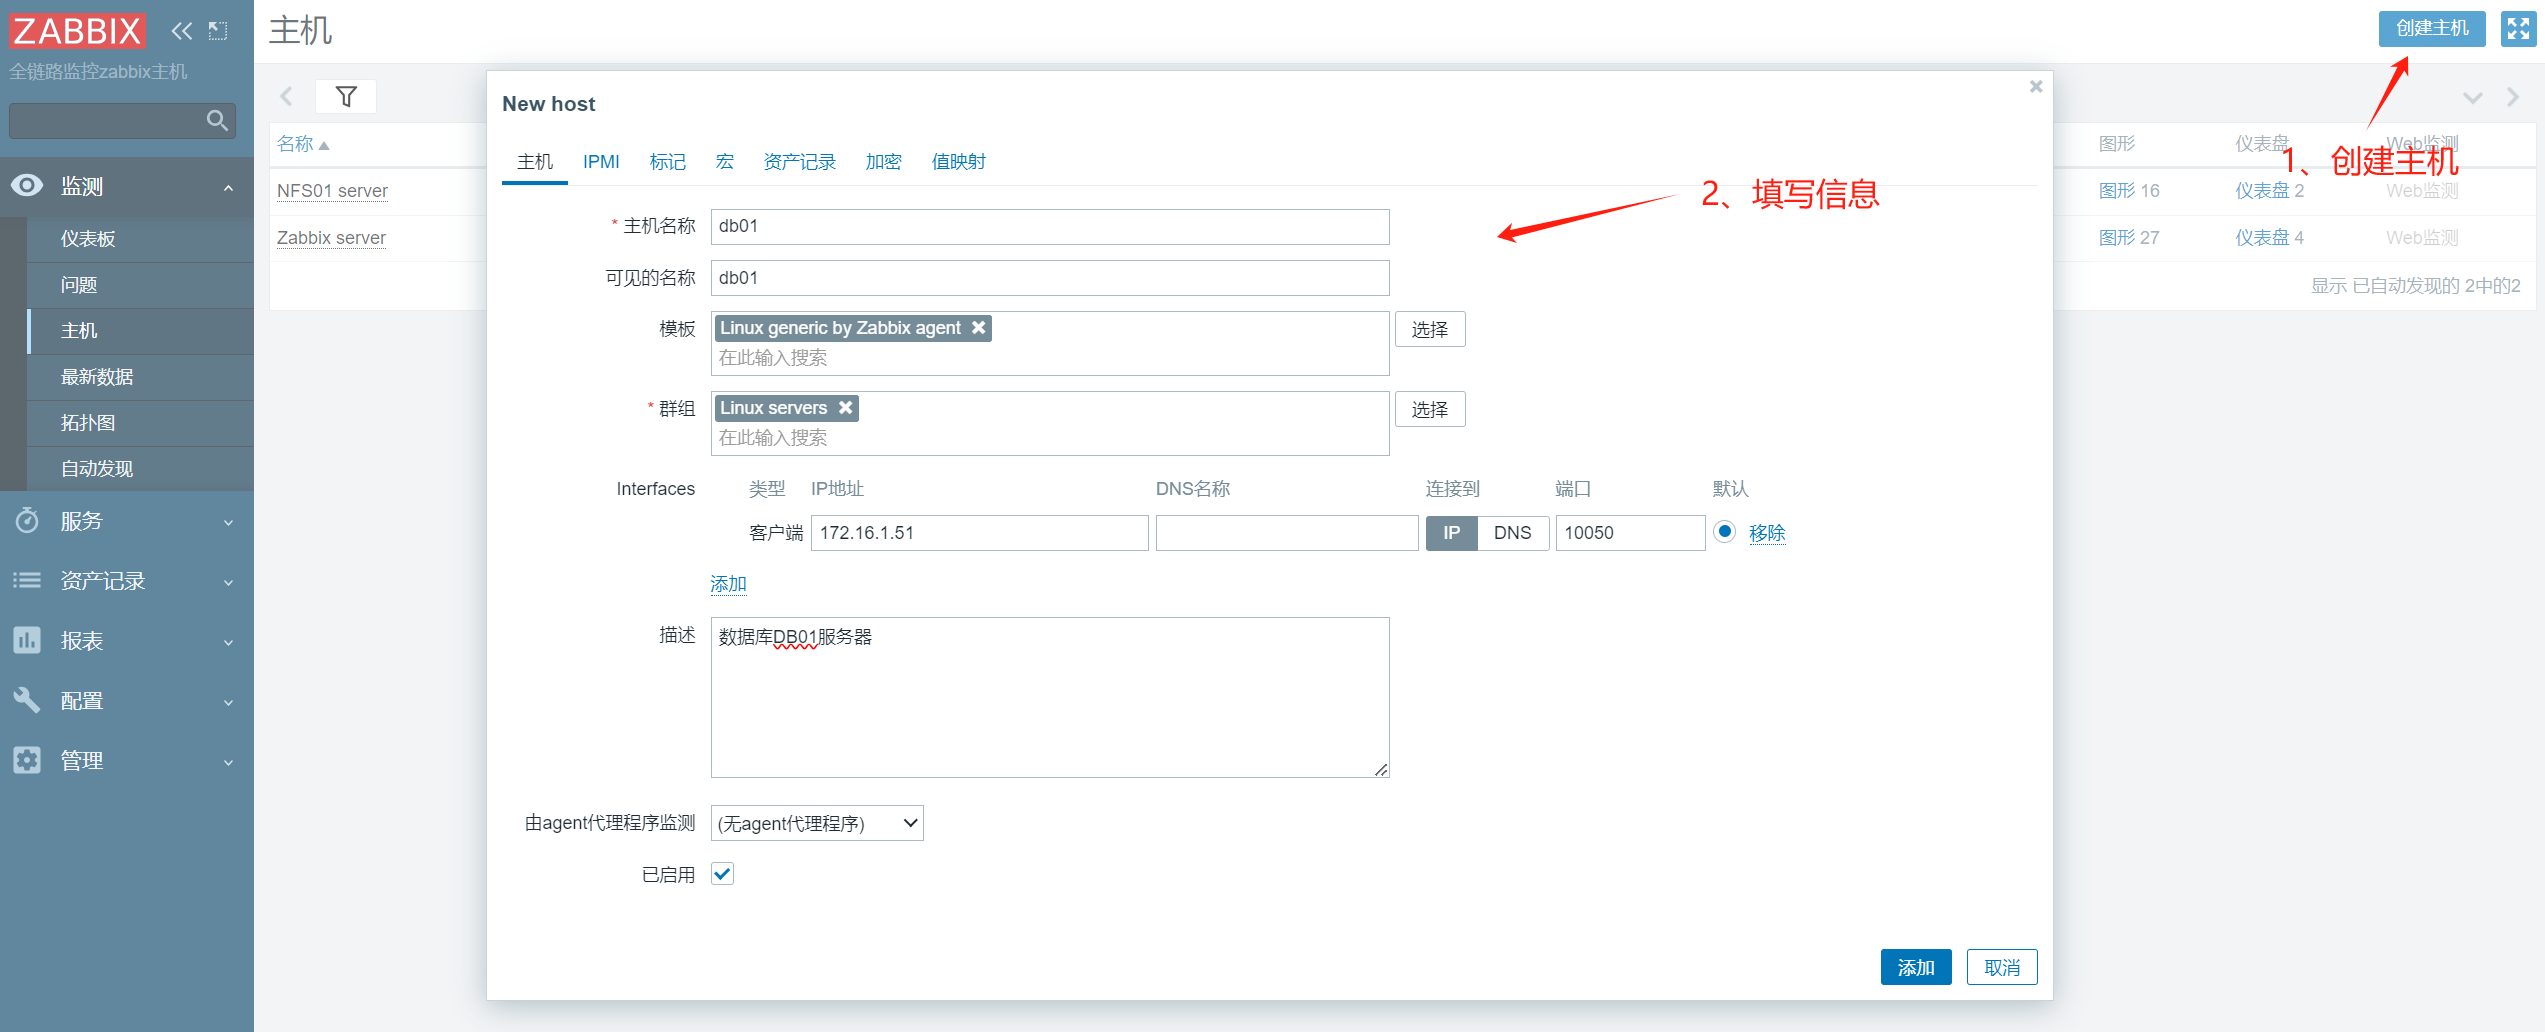 ZABBIX
全链路监控zabbix主机
监测
仪表板
问题
主机
最新数据
拓扑图
自动发现
服务
资产记录
报表
配置
管理
主机
创建主机
名称
图形 仪表盘 Web监测
NFS01 server
图形 16 仪表盘 2 Web监测
Zabbix server
图形 27 仪表盘 4 Web监测
显示 已自动发现的 2中的2
1、创建主机
New host
主机 IPMI 标记 宏 资产记录 加密 值映射
2、填写信息
* 主机名称 db01
可见的名称 db01
模板 Linux generic by Zabbix agent 选择
在此输入搜索
* 群组 Linux servers 选择
在此输入搜索
Interfaces 类型 IP地址 DNS名称 连接到 端口 默认
客户端 172.16.1.51 IP DNS 10050 移除
添加
描述 数据库DB01服务器
由agent代理程序监测 (无agent代理程序)
已启用
添加 取消